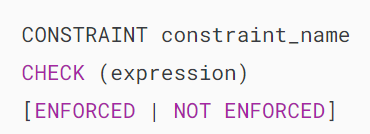 CONSTRAINT constraint_name
CHECK (expression)
[ENFORCED | NOT ENFORCED]